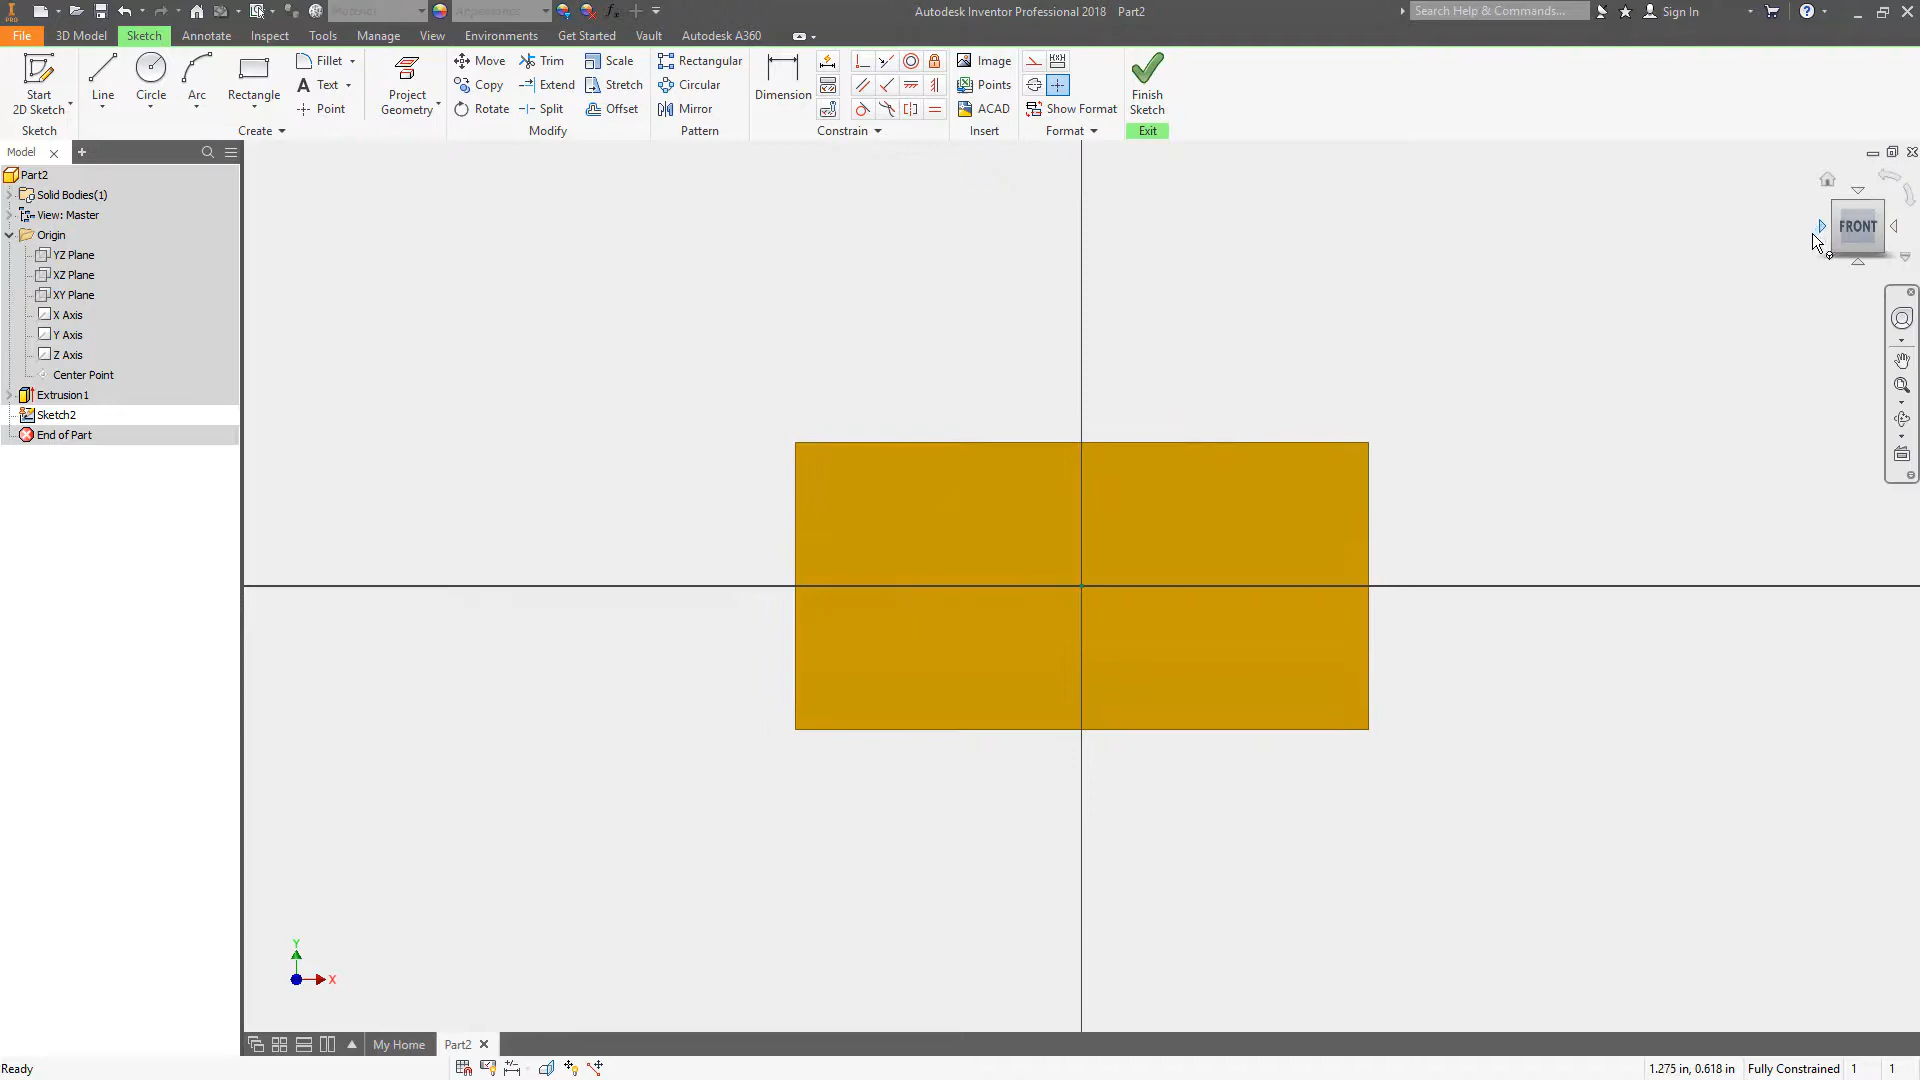 PRO
Material
Appearance
Autodesk Inventor Professional 2018 Part2
Search Help & Commands...
Sign In
File 3D Model Sketch Annotate Inspect Tools Manage View Environments Get Started Vault Autodesk A360
Start 2D Sketch
Line
Circle
Arc
Rectangle
Fillet
Text
Point
Project Geometry
Move
Copy
Rotate
Trim
Extend
Split
Scale
Stretch
Offset
Rectangular
Circular
Mirror
Dimension
Image
Points
ACAD
Show Format
Finish Sketch
Sketch Create Modify Pattern Constrain Insert Format Exit
Model
Part2
Solid Bodies(1)
View: Master
Origin
YZ Plane
XZ Plane
XY Plane
X Axis
Y Axis
Z Axis
Center Point
Extrusion1
Sketch2
End of Part
FRONT
Y
X
My Home Part2
Ready
1.275 in, 0.618 in Fully Constrained 1 1